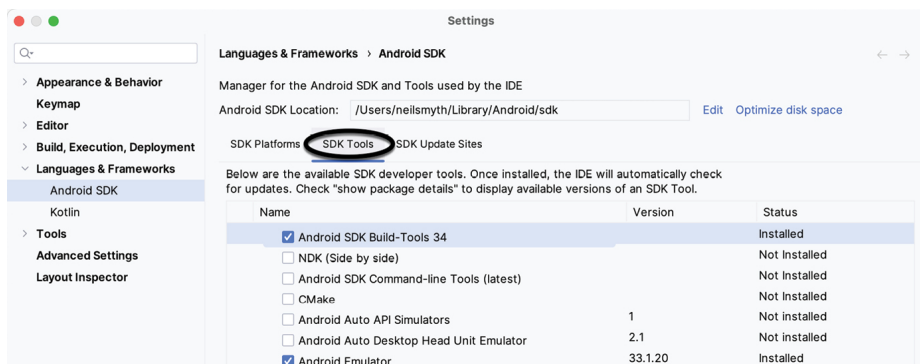 Settings
Languages & Frameworks › Android SDK
Appearance & Behavior
Keymap
Editor
Build, Execution, Deployment
Languages & Frameworks
Android SDK
Kotlin
Tools
Advanced Settings
Layout Inspector
Manager for the Android SDK and Tools used by the IDE
Android SDK Location: /Users/neilsmyth/Library/Android/sdk Edit Optimize disk space
SDK Platforms SDK Tools SDK Update Sites
Below are the available SDK developer tools. Once installed, the IDE will automatically check
for updates. Check "show package details" to display available versions of an SDK Tool.
Name Version Status
Android SDK Build-Tools 34 Installed
NDK (Side by side) Not Installed
Android SDK Command-line Tools (latest) Not Installed
CMake Not Installed
Android Auto API Simulators 1 Not installed
Android Auto Desktop Head Unit Emulator 2.1 Not installed
Android Emulator 33.1.20 Installed